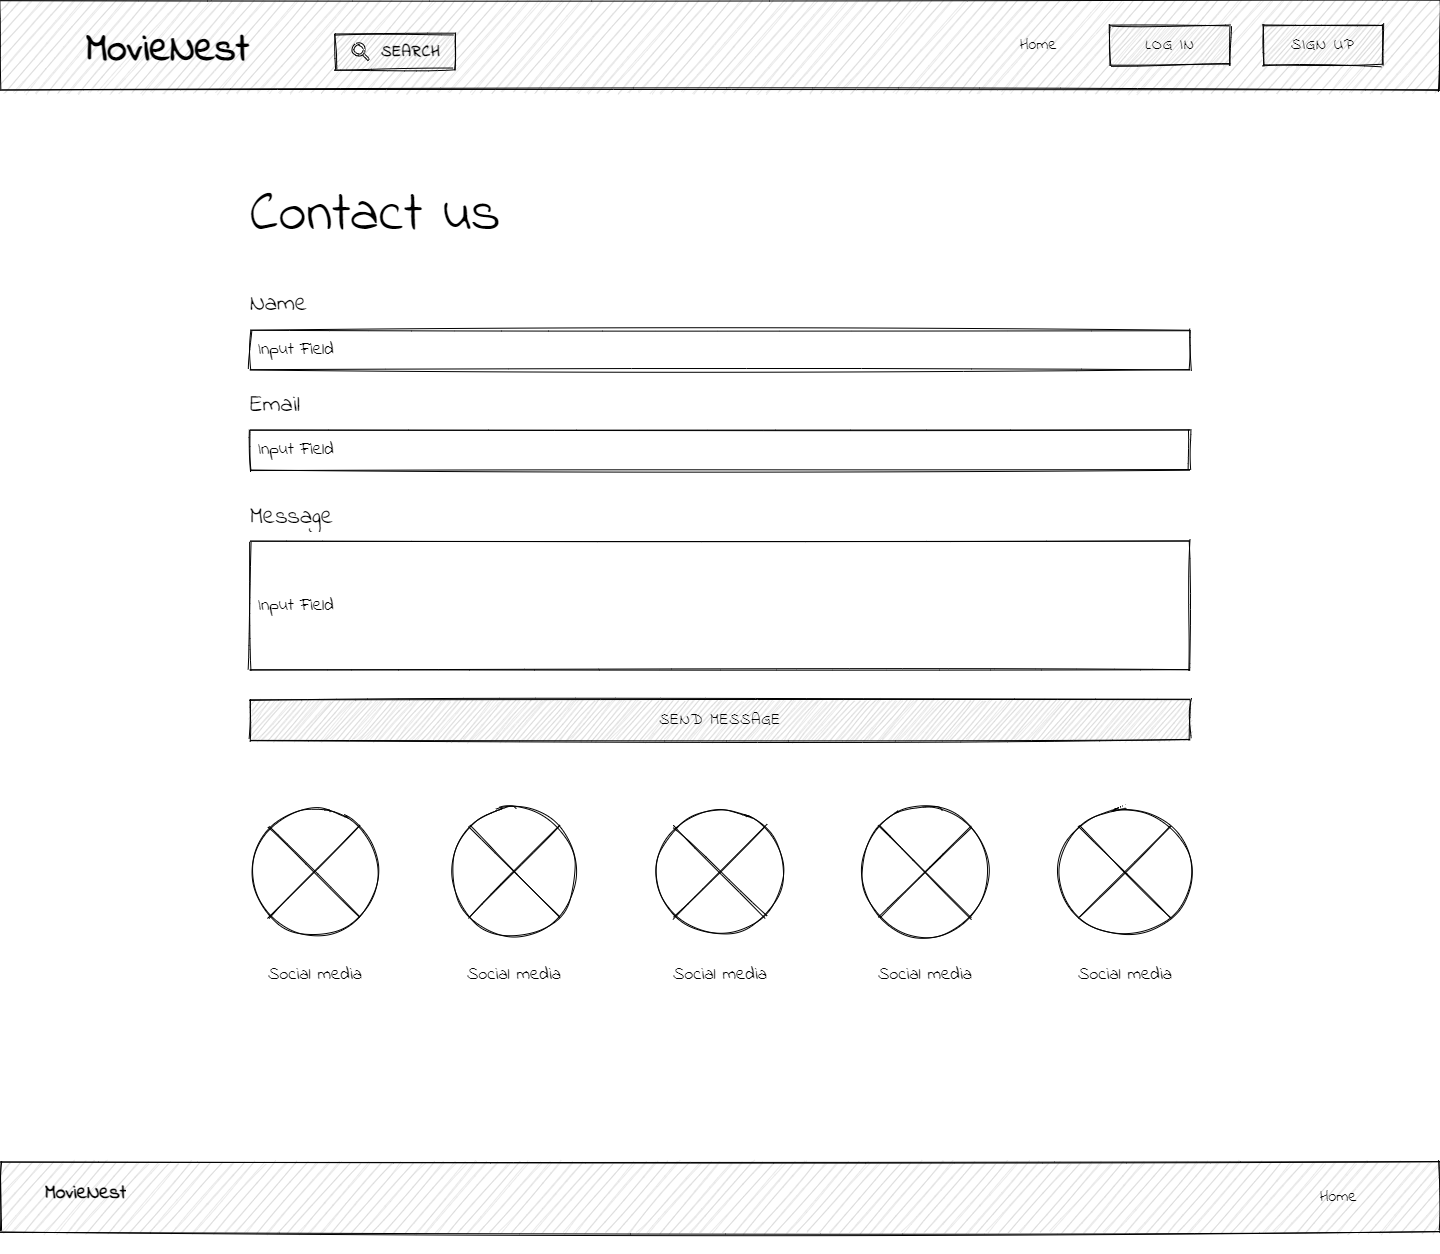 MovieNest
SEARCH
Home
LOG IN
SIGN UP
Contact us
Name
Input Field
Email
Input Field
Message
Input Field
SEND MESSAGE
Social media
Social media
Social media
Social media
Social media
MovieNest
Home